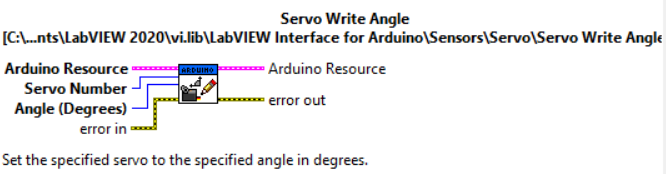 Servo Write Angle
[C:\...nts\LabVIEW 2020\vi.lib\LabVIEW Interface for Arduino\Sensors\Servo\Servo Write Angle
Arduino Resource
ARDUINO
Arduino Resource
Servo Number
Angle (Degrees)
error out
error in
Set the specified servo to the specified angle in degrees.